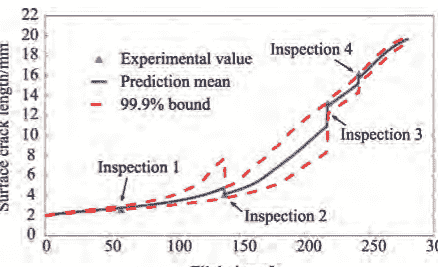 Surface crack length/mm
22
20
18
16
14
12
10
8
6
4
2
0
Experimental value
Prediction mean
99.9% bound
Inspection 1
Inspection 2
Inspection 3
Inspection 4
0 50 100 150 200 250